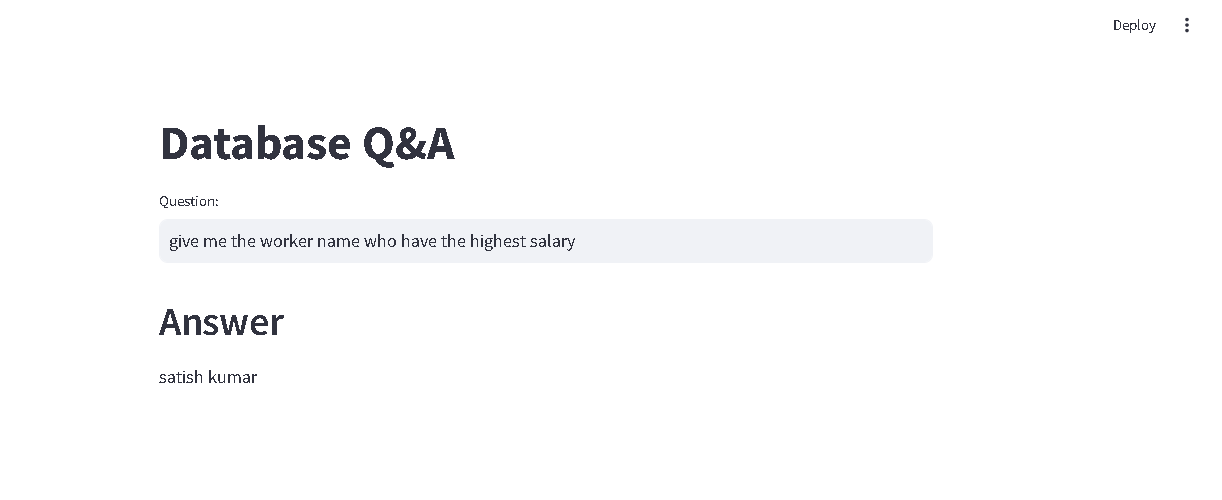 Deploy
Database Q&A
Question:
give me the worker name who have the highest salary
Answer
satish kumar